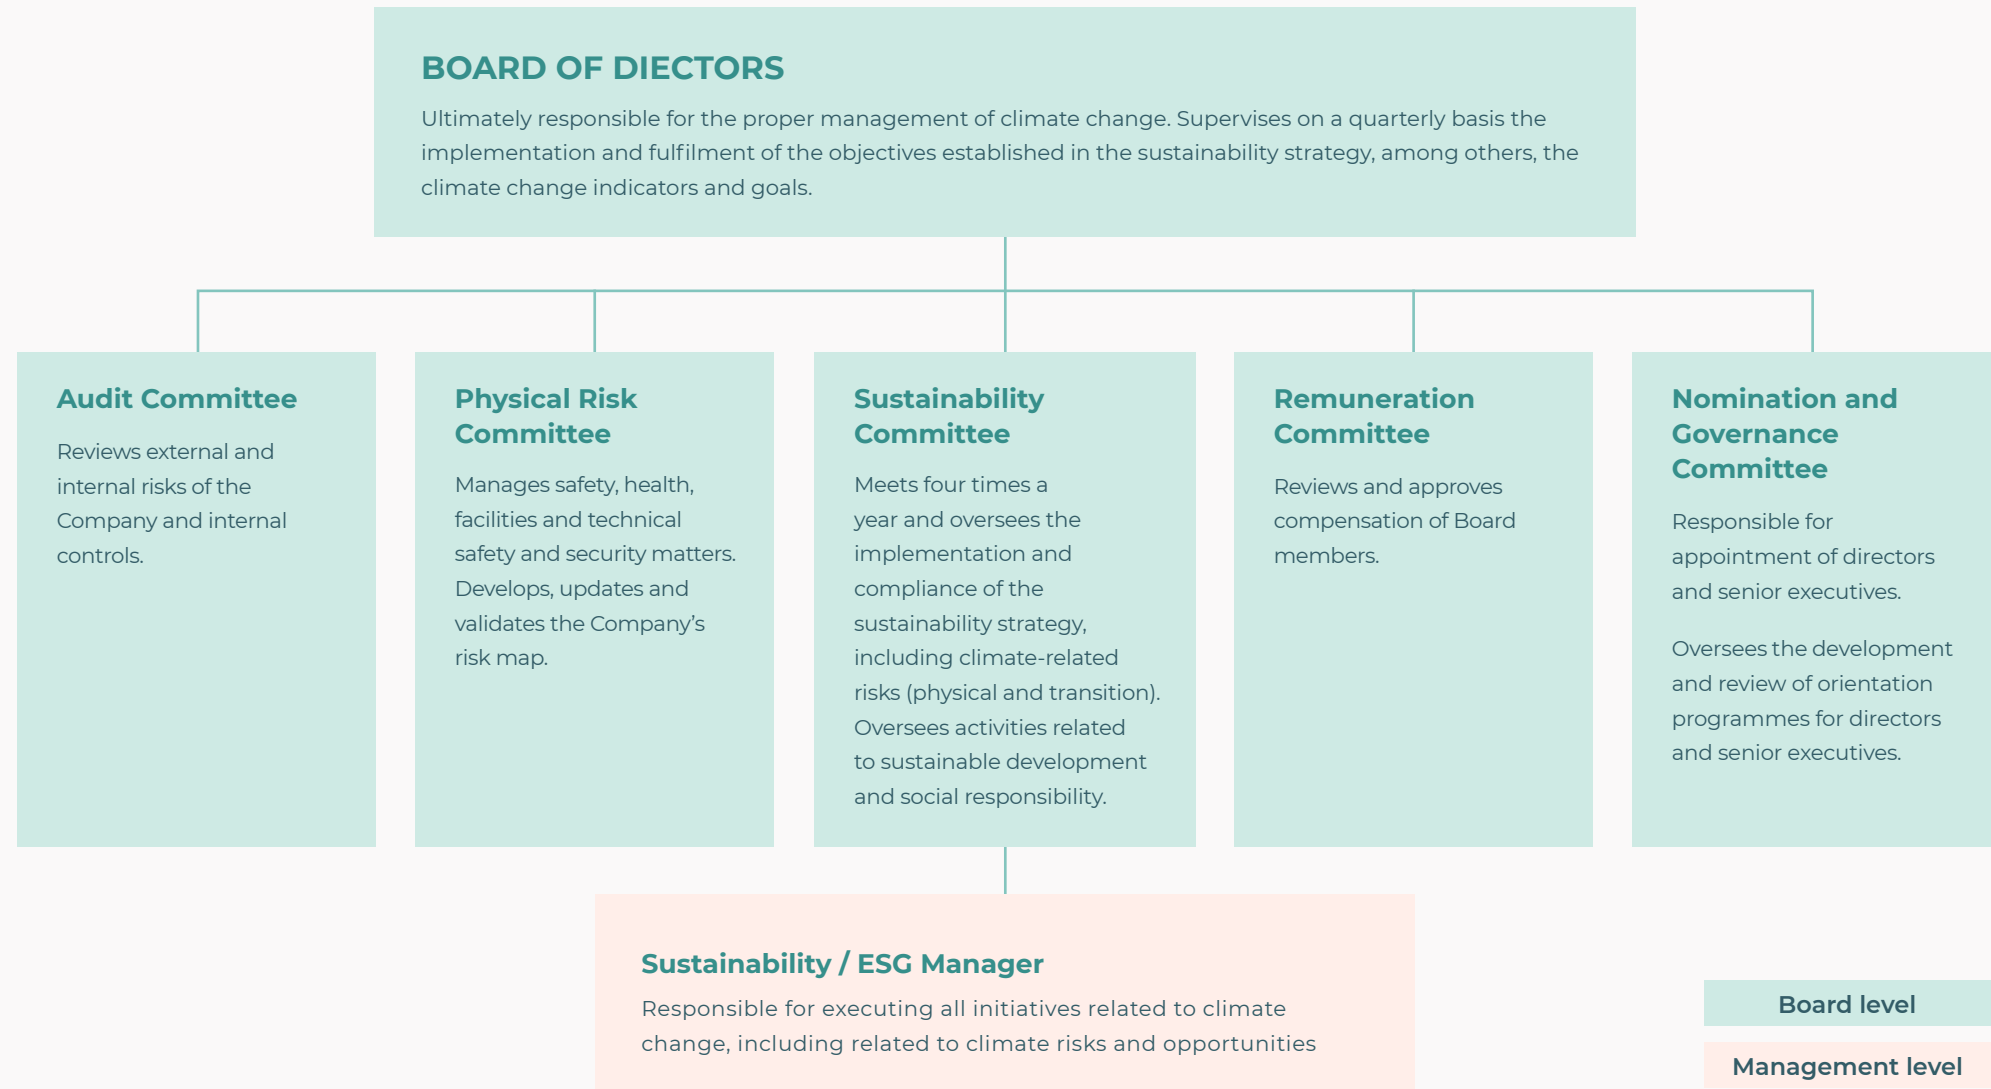 BOARD OF DIECTORS
Ultimately responsible for the proper management of climate change. Supervises on a quarterly basis the
implementation and fulfilment of the objectives established in the sustainability strategy, among others, the
climate change indicators and goals.
Audit Committee
Reviews external and
internal risks of the
Company and internal
controls.
Physical Risk
Committee
Manages safety, health,
facilities and technical
safety and security matters.
Develops, updates and
validates the Company’s
risk map.
Sustainability
Committee
Meets four times a
year and oversees the
implementation and
compliance of the
sustainability strategy,
including climate-related
risks (physical and transition).
Oversees activities related
to sustainable development
and social responsibility.
Remuneration
Committee
Reviews and approves
compensation of Board
members.
Nomination and
Governance
Committee
Responsible for
appointment of directors
and senior executives.
Oversees the development
and review of orientation
programmes for directors
and senior executives.
Sustainability / ESG Manager
Responsible for executing all initiatives related to climate
change, including related to climate risks and opportunities
Board level
Management level